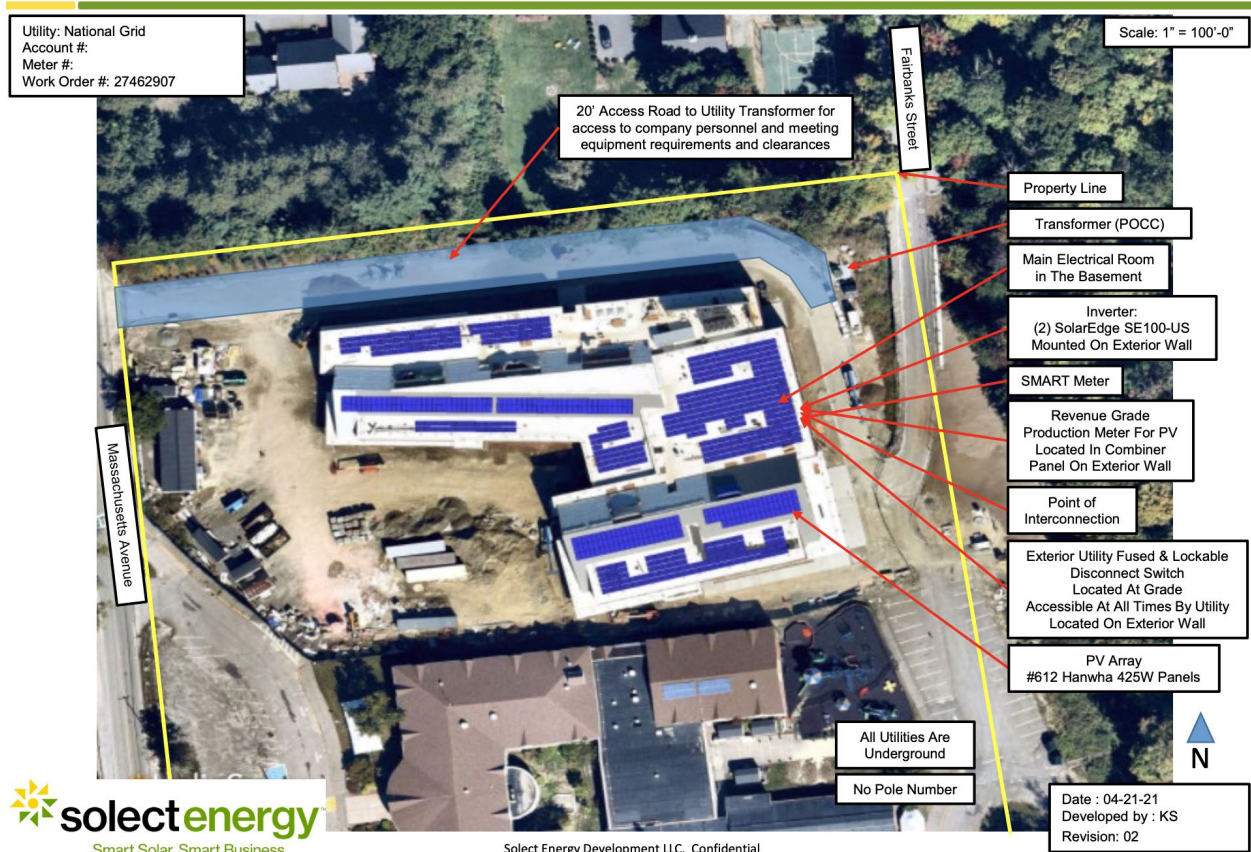 Utility: National Grid
Account #:
Meter #:
Work Order #: 27462907
Scale: 1” = 100’-0”
Fairbanks Street
20’ Access Road to Utility Transformer for
access to company personnel and meeting
equipment requirements and clearances
Property Line
Transformer (POCC)
Main Electrical Room
in The Basement
Inverter:
(2) SolarEdge SE100-US
Mounted On Exterior Wall
SMART Meter
Revenue Grade
Production Meter For PV
Located In Combiner
Panel On Exterior Wall
Point of
Interconnection
Exterior Utility Fused & Lockable
Disconnect Switch
Located At Grade
Accessible At All Times By Utility
Located On Exterior Wall
PV Array
#612 Hanwha 425W Panels
Massachusetts Avenue
All Utilities Are
Underground
No Pole Number
N
Date : 04-21-21
Developed by : KS
Revision: 02
solectenergy
Smart Solar. Smart Business.
Solect Energy Development LLC. Confidential